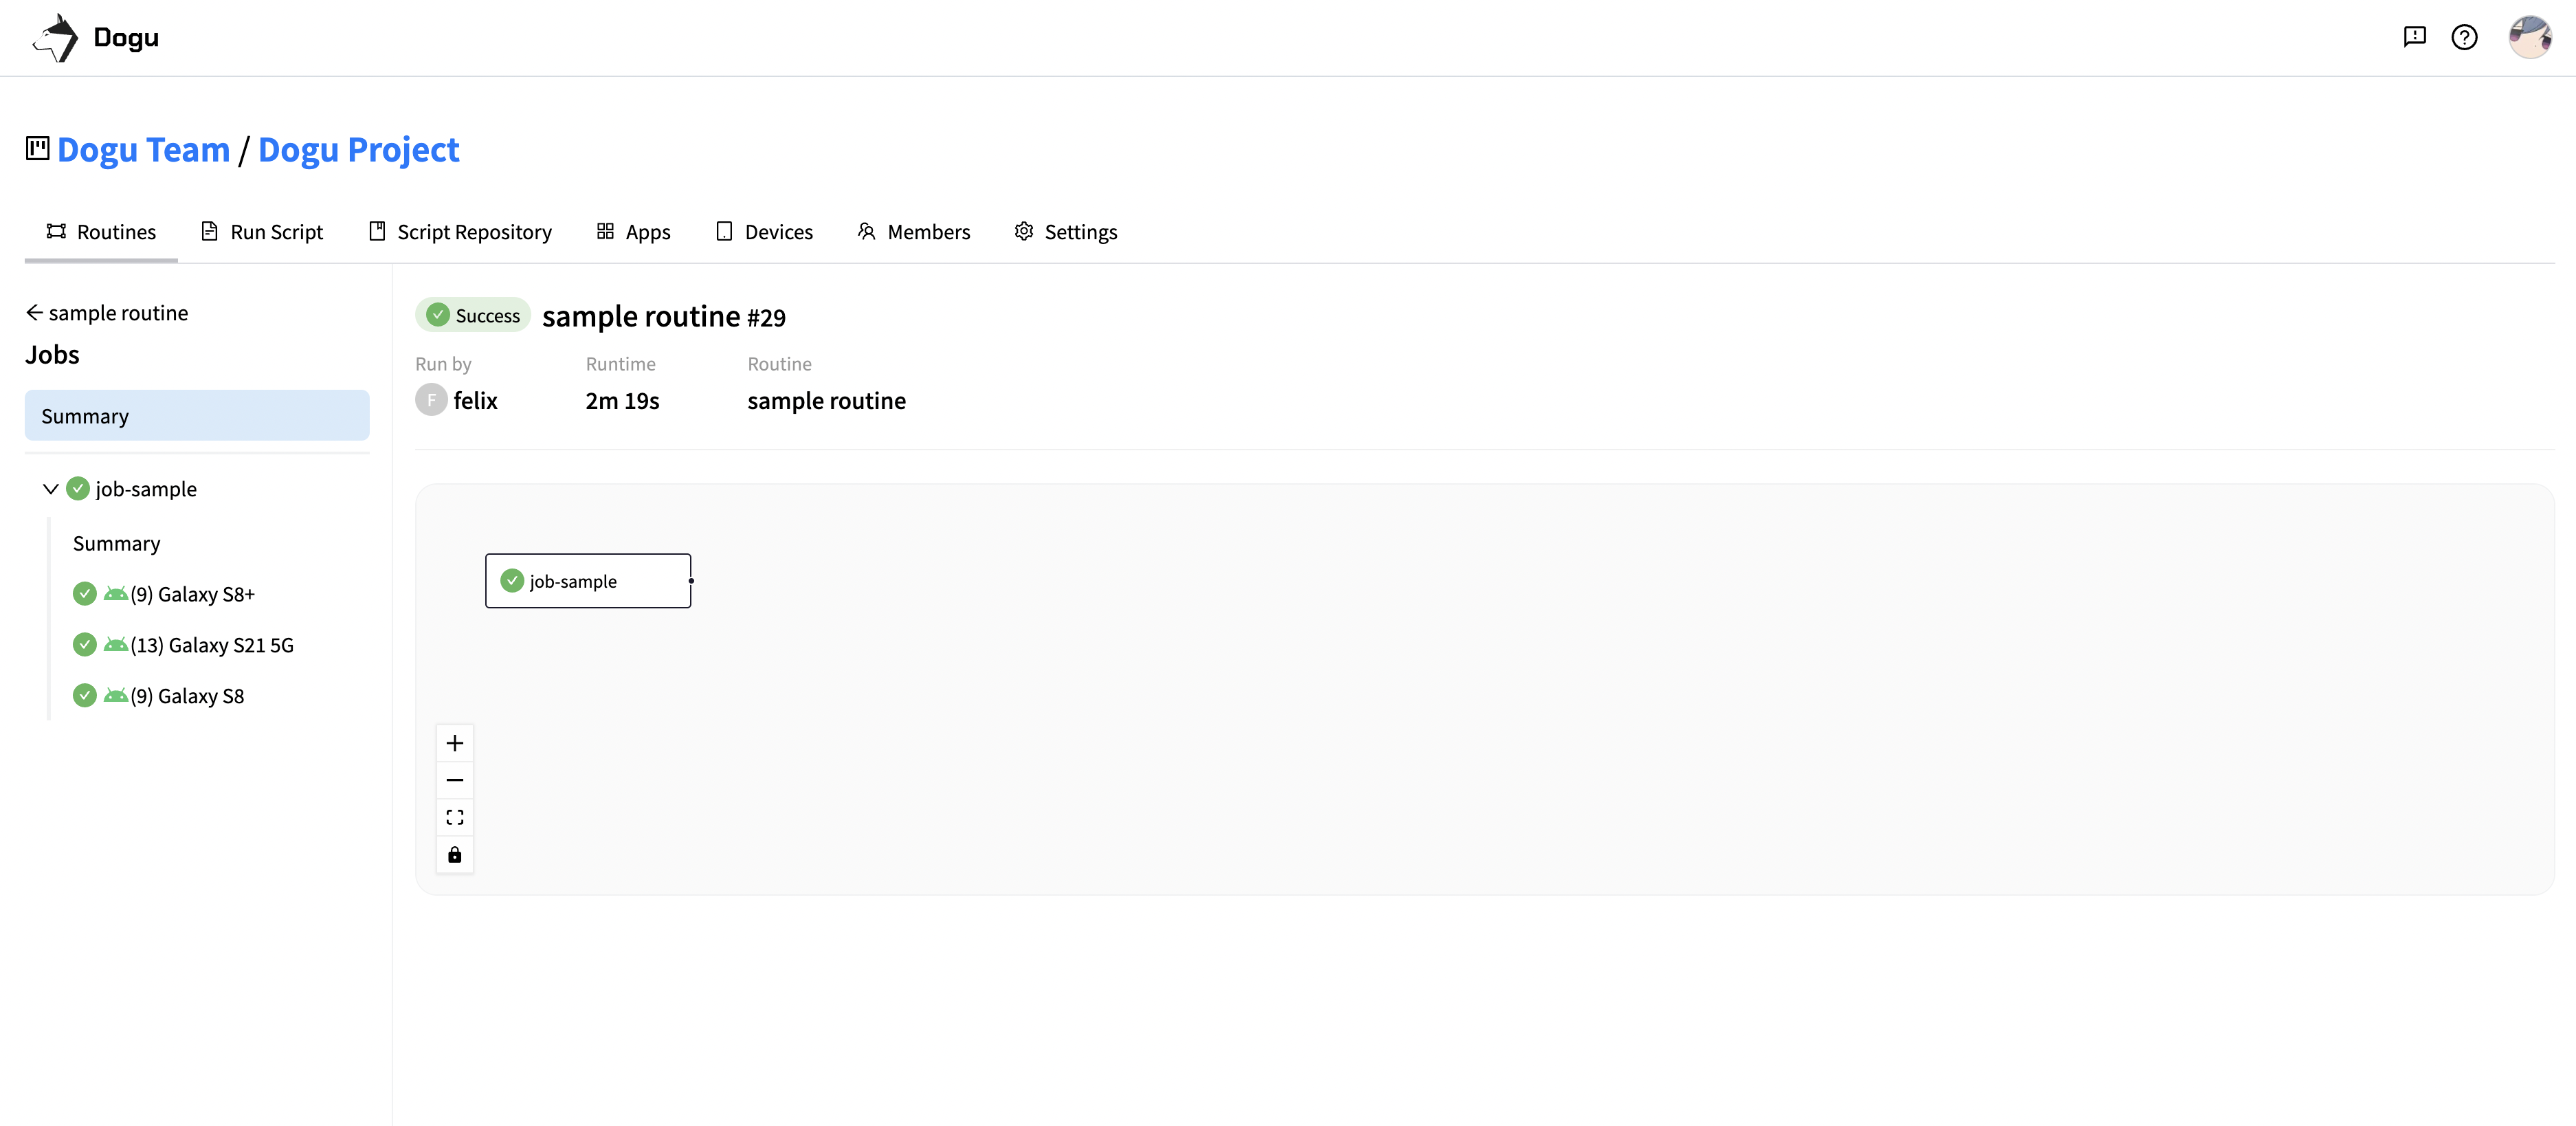 Dogu
Dogu Team / Dogu Project
Routines Run Script Script Repository Apps Devices Members Settings
sample routine
Jobs
Summary
job-sample
Summary
(9) Galaxy S8+
(13) Galaxy S21 5G
(9) Galaxy S8
Success sample routine #29
Run by Runtime Routine
F felix 2m 19s sample routine
job-sample